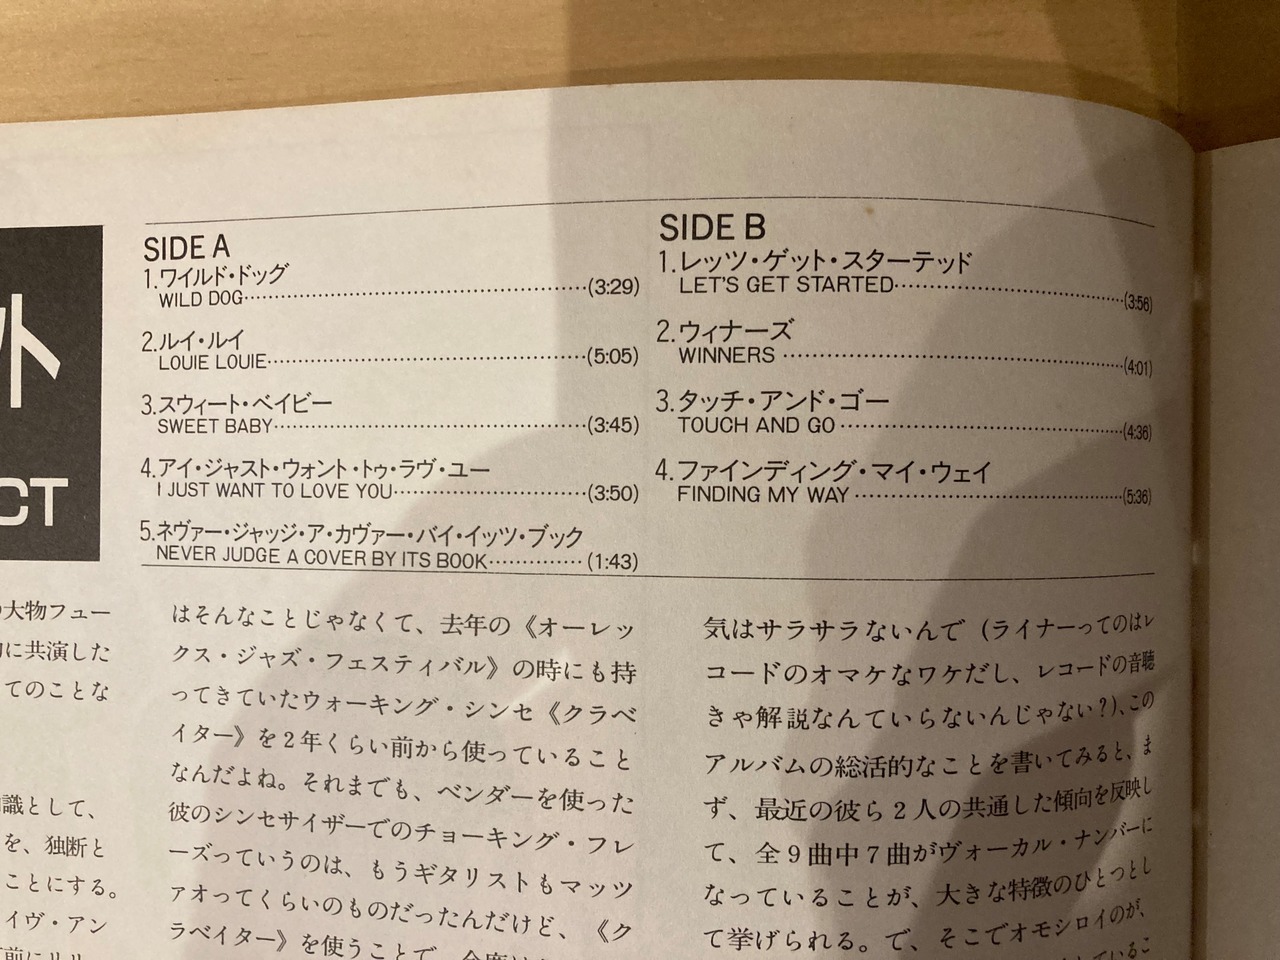 外
CT
SIDE A
1.ワイルド・ドッグ
WILD DOG……(3:29)
2.ルイ・ルイ
LOUIE LOUIE……(5:05)
3.スウィート・ベイビー
SWEET BABY……(3:45)
4.アイ・ジャスト・ウォント・トゥ・ラヴ・ユー
I JUST WANT TO LOVE YOU……(3:50)
5.ネヴァー・ジャッジ・ア・カヴァー・バイ・イッツ・ブック
NEVER JUDGE A COVER BY ITS BOOK……(1:43)
SIDE B
1.レッツ・ゲット・スターテッド
LET'S GET STARTED……(3:56)
2.ウィナーズ
WINNERS……(4:01)
3.タッチ・アンド・ゴー
TOUCH AND GO……(4:36)
4.ファインディング・マイ・ウェイ
FINDING MY WAY……(5:36)
大物フュー
に共演した
てのことな
識として、
を、独断と
ことにする。
イヴ・アン
はそんなことじゃなくて、去年の《オーレッ
クス・ジャズ・フェスティバル》の時にも持
ってきていたウォーキング・シンセ《クラベ
イター》を2年くらい前から使っていること
なんだよね。それまでも、ベンダーを使った
彼のシンセサイザーでのチョーキング・フレ
ーズっていうのは、もうギタリストもマッツ
ァオってくらいのものだったんだけど、《ク
ラベイター》を使うことで、
気はサラサラないんで(ライナーってのはレ
コードのオマケなワケだし、レコードの音聴
きゃ解説なんていらないんじゃない?)、この
アルバムの総活的なことを書いてみると、ま
ず、最近の彼ら2人の共通した傾向を反映し
て、全9曲中7曲がヴォーカル・ナンバーに
なっていることが、大きな特徴のひとつとし
て挙げられる。で、そこでオモシロイのが、